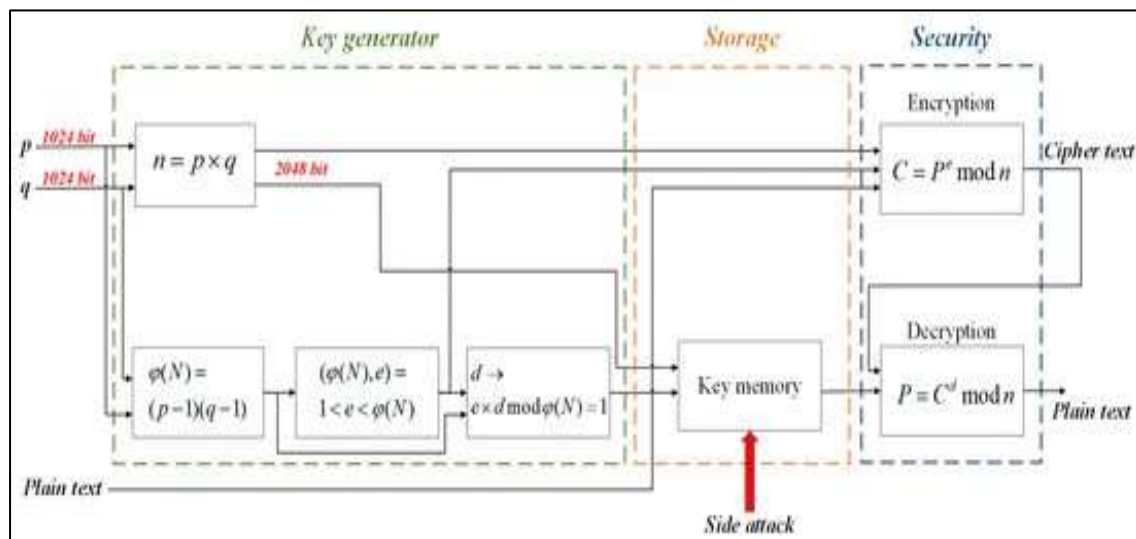 Key generator
Storage
Security
Encryption
p
1024 bit
q
1024 bit
n = p × q
2048 bit
C = P^e mod n
Cipher text
φ(N) =
(p−1)(q−1)
(φ(N),e) =
1 < e < φ(N)
d →
e × d mod φ(N) = 1
Key memory
Decryption
P = C^d mod n
Plain text
Plain text
Side attack